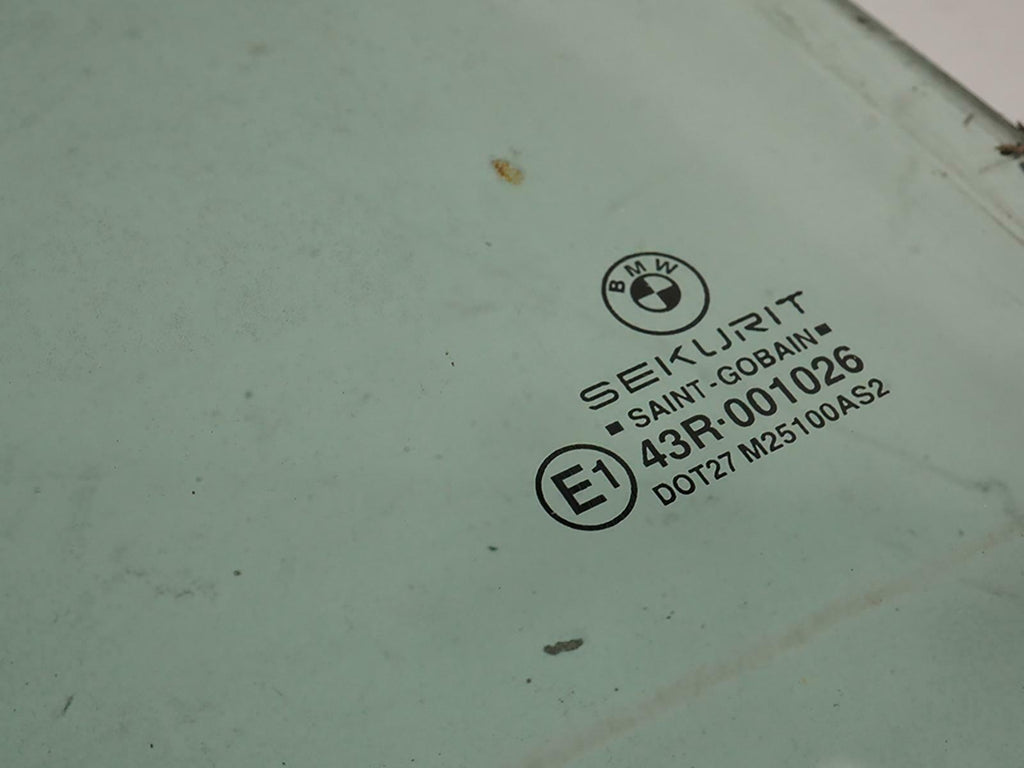 BMW
SEKURIT
■ SAINT-GOBAIN ■
E1 43R·001026
DOT27 M25100AS2